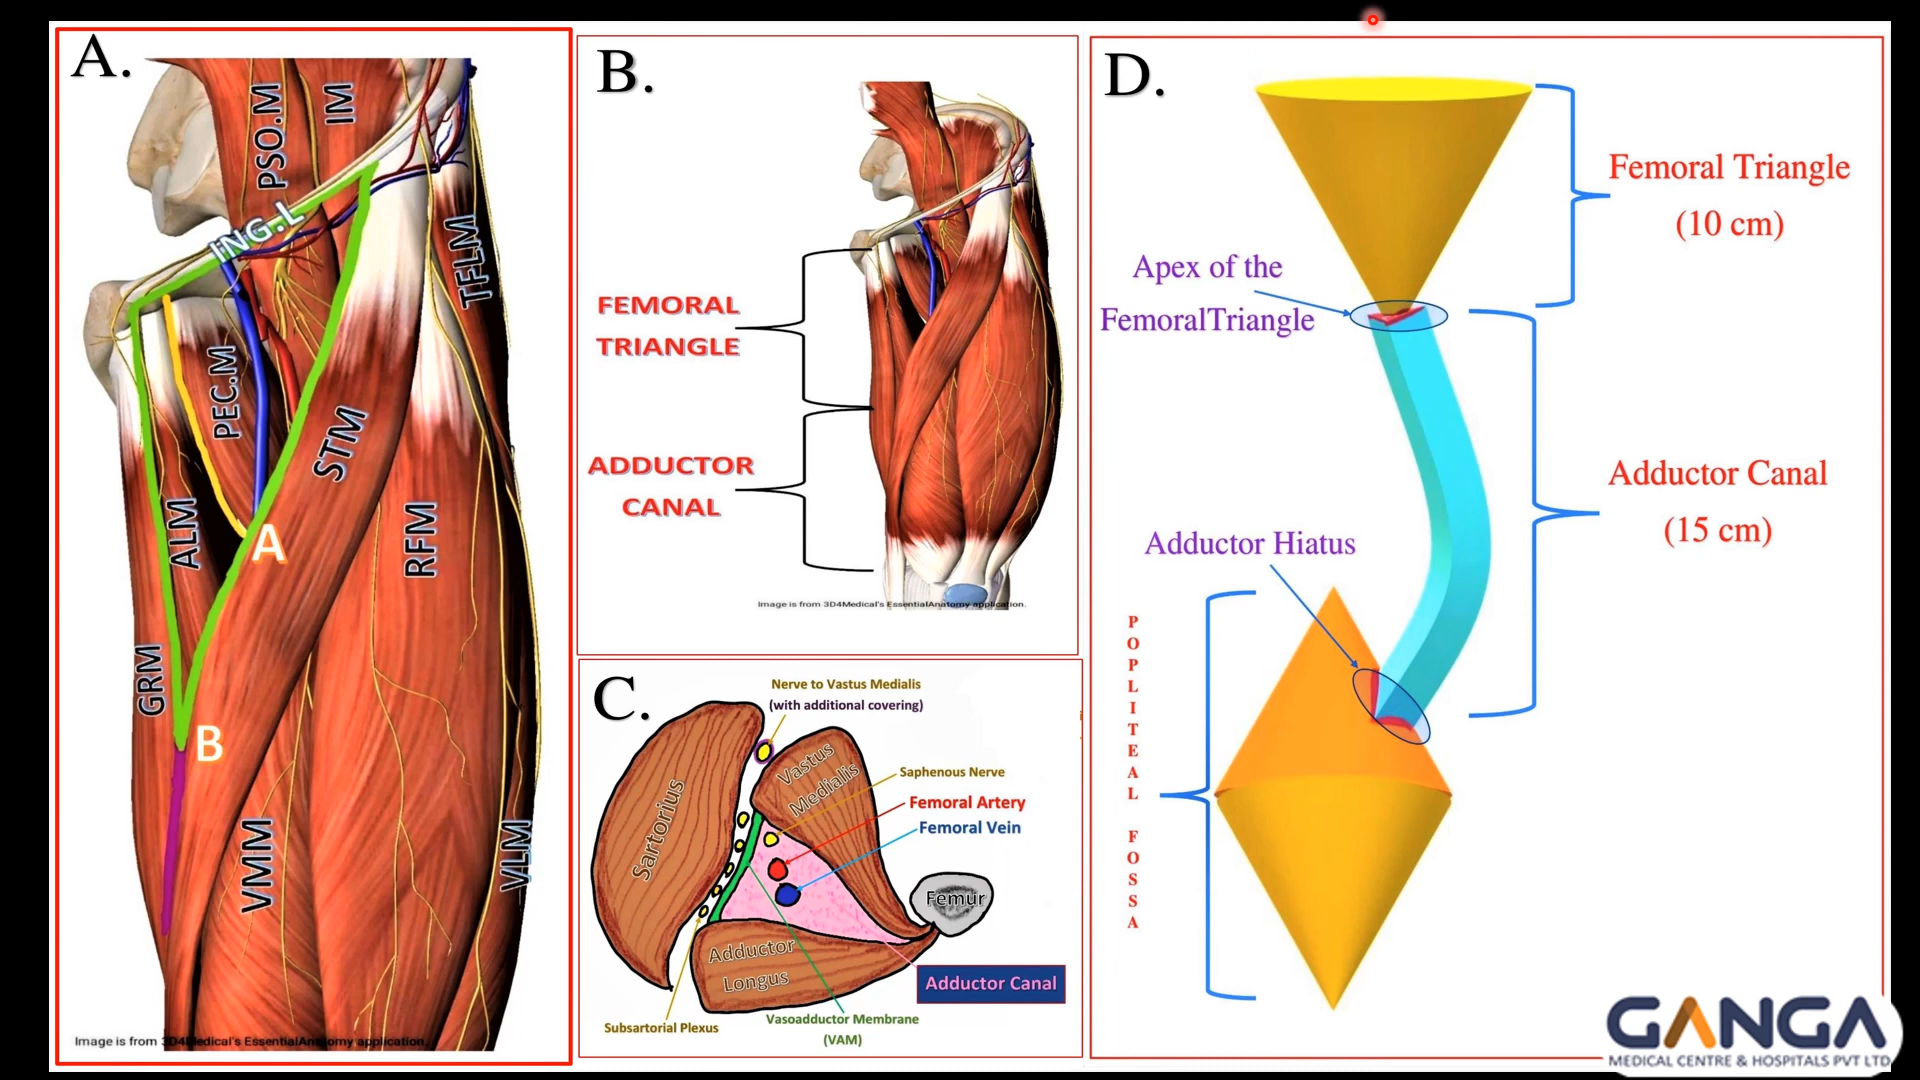 A.
PSO.M
IM
ING.L
TFLM
PEC.M
STM
ALM
A
RFM
GRM
B
VMM
VLM
Image is from 3D4Medical's EssentialAnatomy application.
B.
FEMORAL
TRIANGLE
ADDUCTOR
CANAL
Image is from 3D4Medical's EssentialAnatomy application.
C.
Nerve to Vastus Medialis
(with additional covering)
Vastus
Medialis
Saphenous Nerve
Sartorius
Femoral Artery
Femoral Vein
Femur
Adductor
Longus
Adductor Canal
Vasoadductor Membrane
(VAM)
Subsartorial Plexus
D.
Femoral Triangle
(10 cm)
Apex of the
FemoralTriangle
Adductor Canal
(15 cm)
Adductor Hiatus
POPLITEAL FOSSA
GANGA
MEDICAL CENTRE & HOSPITALS PVT LTD